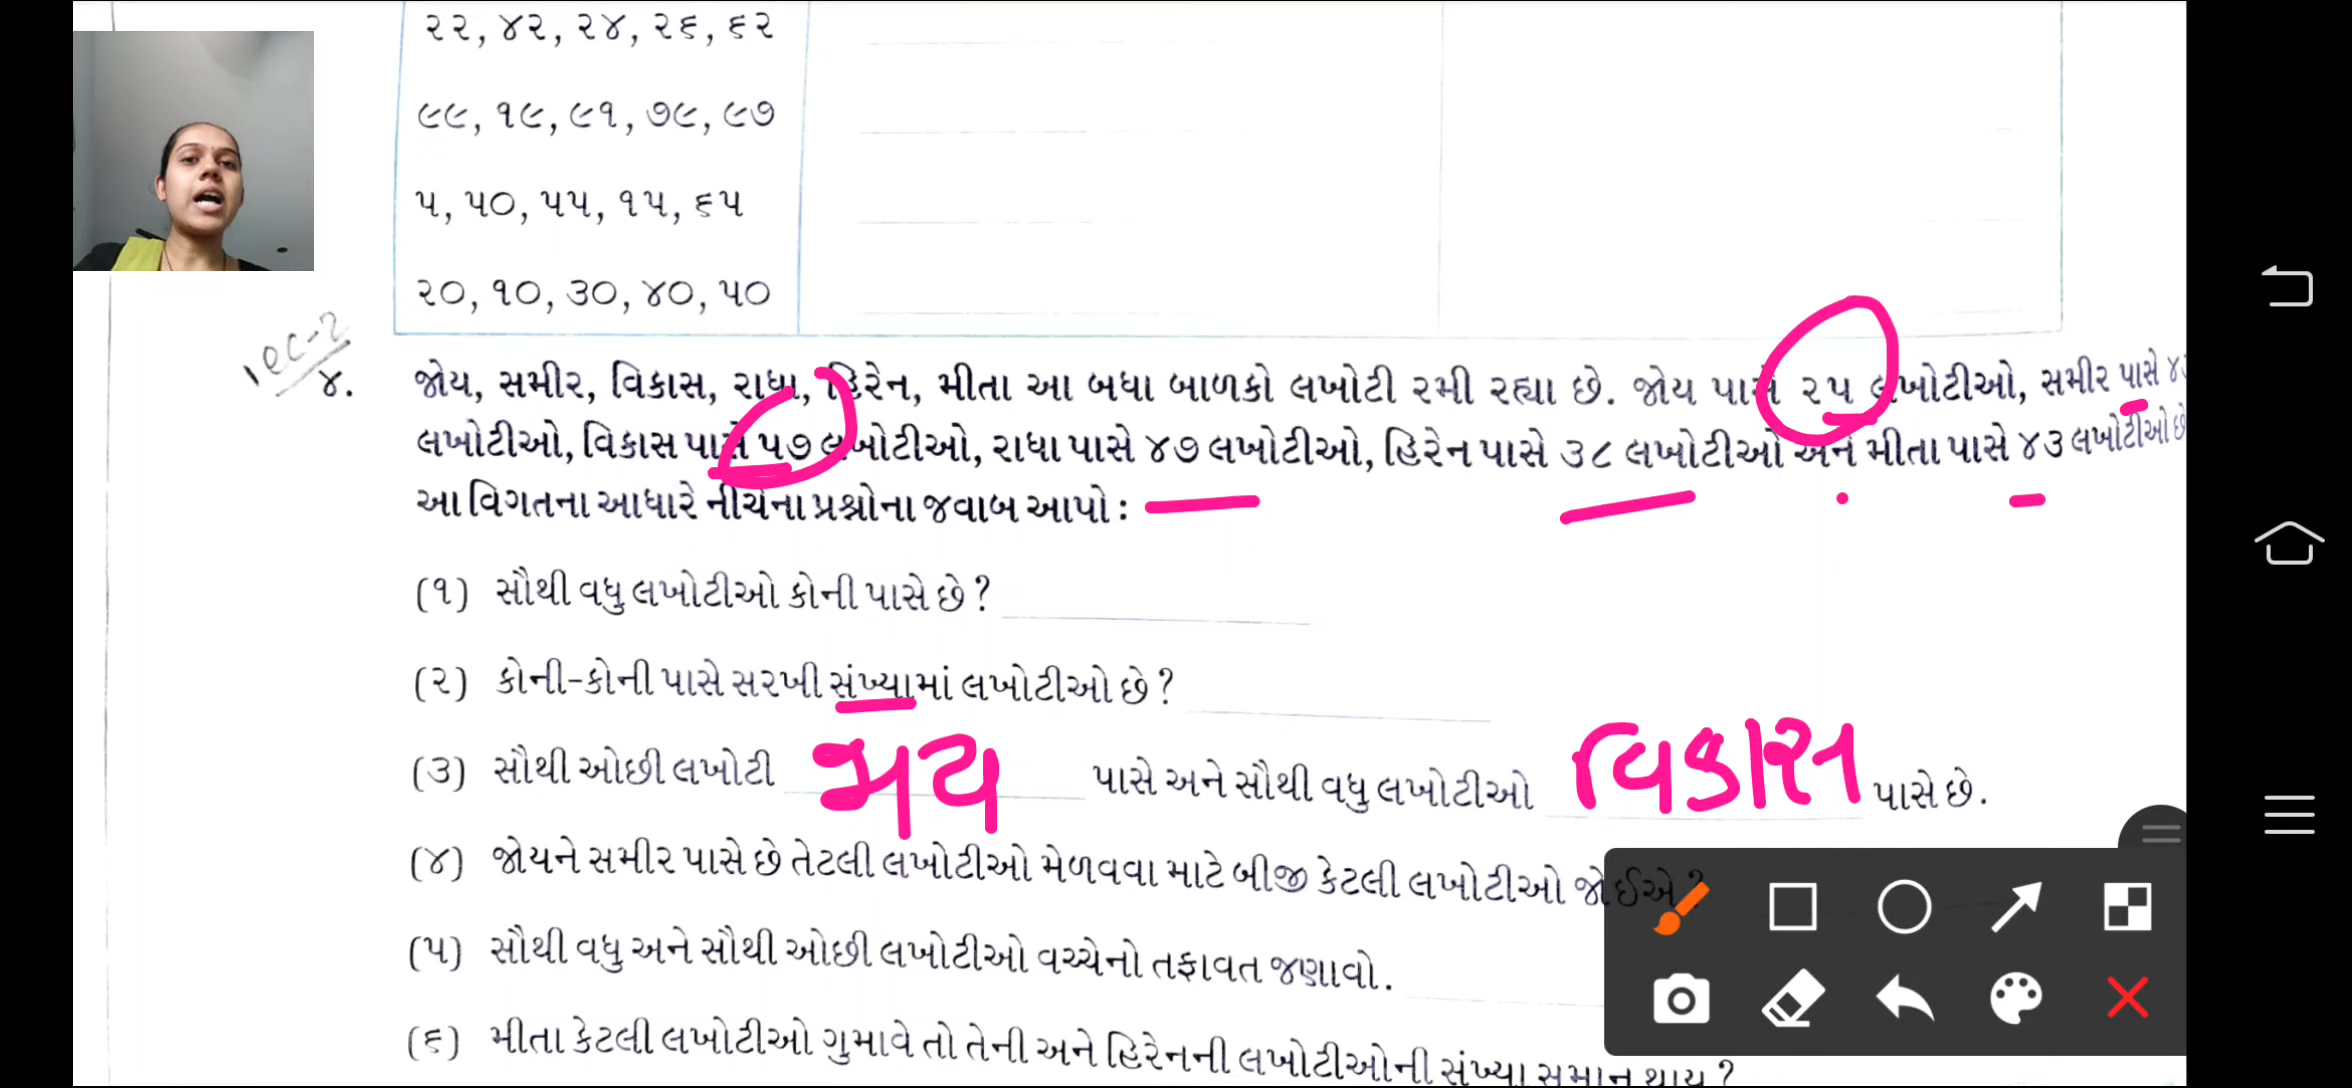 ૨૨, ૪૨, ૨૪, ૨૬, ૬૨
૯૯, ૧૯, ૯૧, ૭૯, ૯૭
૫, ૫૦, ૫૫, ૧૫, ૬૫
૨૦, ૧૦, ૩૦, ૪૦, ૫૦
lec-2
૪. જોય, સમીર, વિકાસ, રાધા, હિરેન, મીતા આ બધા બાળકો લખોટી રમી રહ્યા છે. જોય પાસે ૨૫ લખોટીઓ, સમીર પાસે
લખોટીઓ, વિકાસ પાસે ૫૭ લખોટીઓ, રાધા પાસે ૪૭ લખોટીઓ, હિરેન પાસે ૩૮ લખોટીઓ અને મીતા પાસે ૪૩ લખોટીઓ છે
આ વિગતના આધારે નીચેના પ્રશ્નોના જવાબ આપો :
(૧) સૌથી વધુ લખોટીઓ કોની પાસે છે?
(૨) કોની-કોની પાસે સરખી સંખ્યામાં લખોટીઓ છે?
(૩) સૌથી ઓછી લખોટી પાસે અને સૌથી વધુ લખોટીઓ વિકાસ પાસે છે.
(૪) જોયને સમીર પાસે છે તેટલી લખોટીઓ મેળવવા માટે બીજી કેટલી લખોટીઓ જોઈએ ?
(૫) સૌથી વધુ અને સૌથી ઓછી લખોટીઓ વચ્ચેનો તફાવત જણાવો.
(૬) મીતા કેટલી લખોટીઓ ગુમાવે તો તેની અને હિરેનની લખોટીઓની સંખ્યા સમાન થાય ?